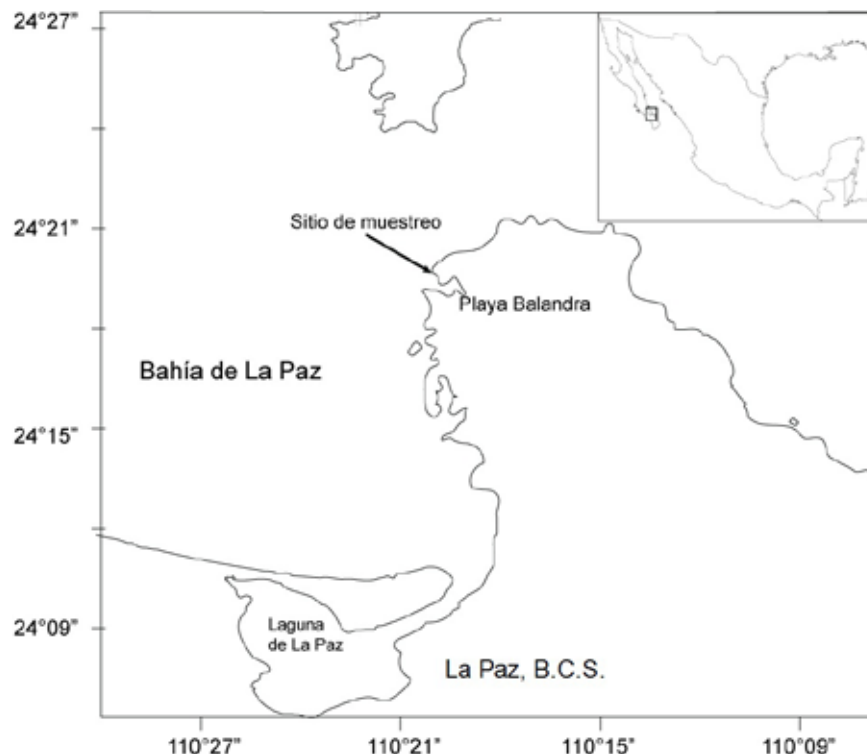 24°27"
24°21"
Sitio de muestreo
Playa Balandra
Bahía de La Paz
24°15"
24°09"
Laguna
de La Paz
La Paz, B.C.S.
110°27"
110°21"
110°15"
110°09"